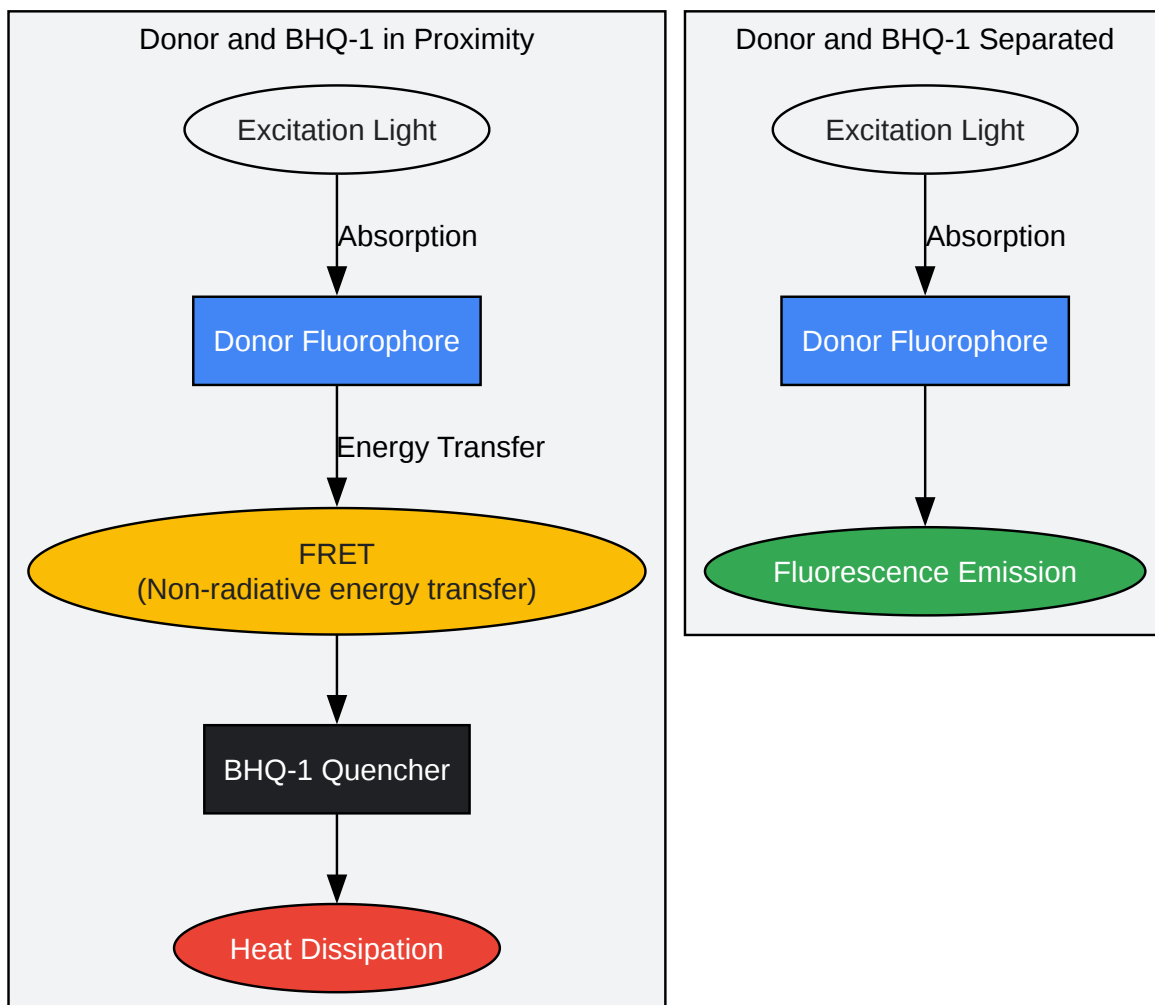 Donor and BHQ-1 in Proximity
Excitation Light
Absorption
Donor Fluorophore
Energy Transfer
FRET
(Non-radiative energy transfer)
BHQ-1 Quencher
Heat Dissipation
Donor and BHQ-1 Separated
Excitation Light
Absorption
Donor Fluorophore
Fluorescence Emission